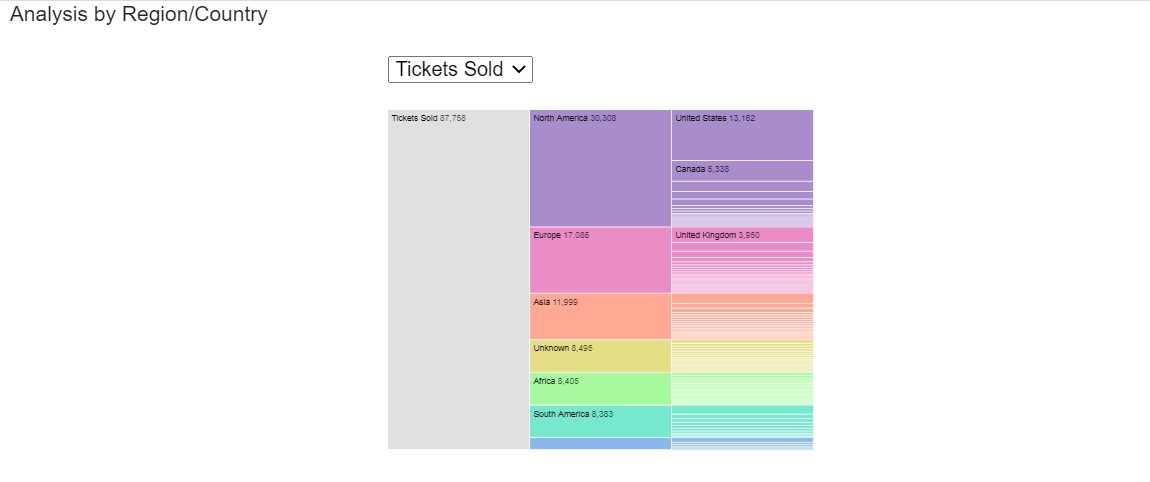 Analysis by Region/Country
Tickets Sold
Tickets Sold 87,758
North America 30,308
United States 13,162
Canada 5,338
Europe 17,086
United Kingdom 3,950
Asia 11,999
Unknown 8,495
Africa 8,405
South America 8,383